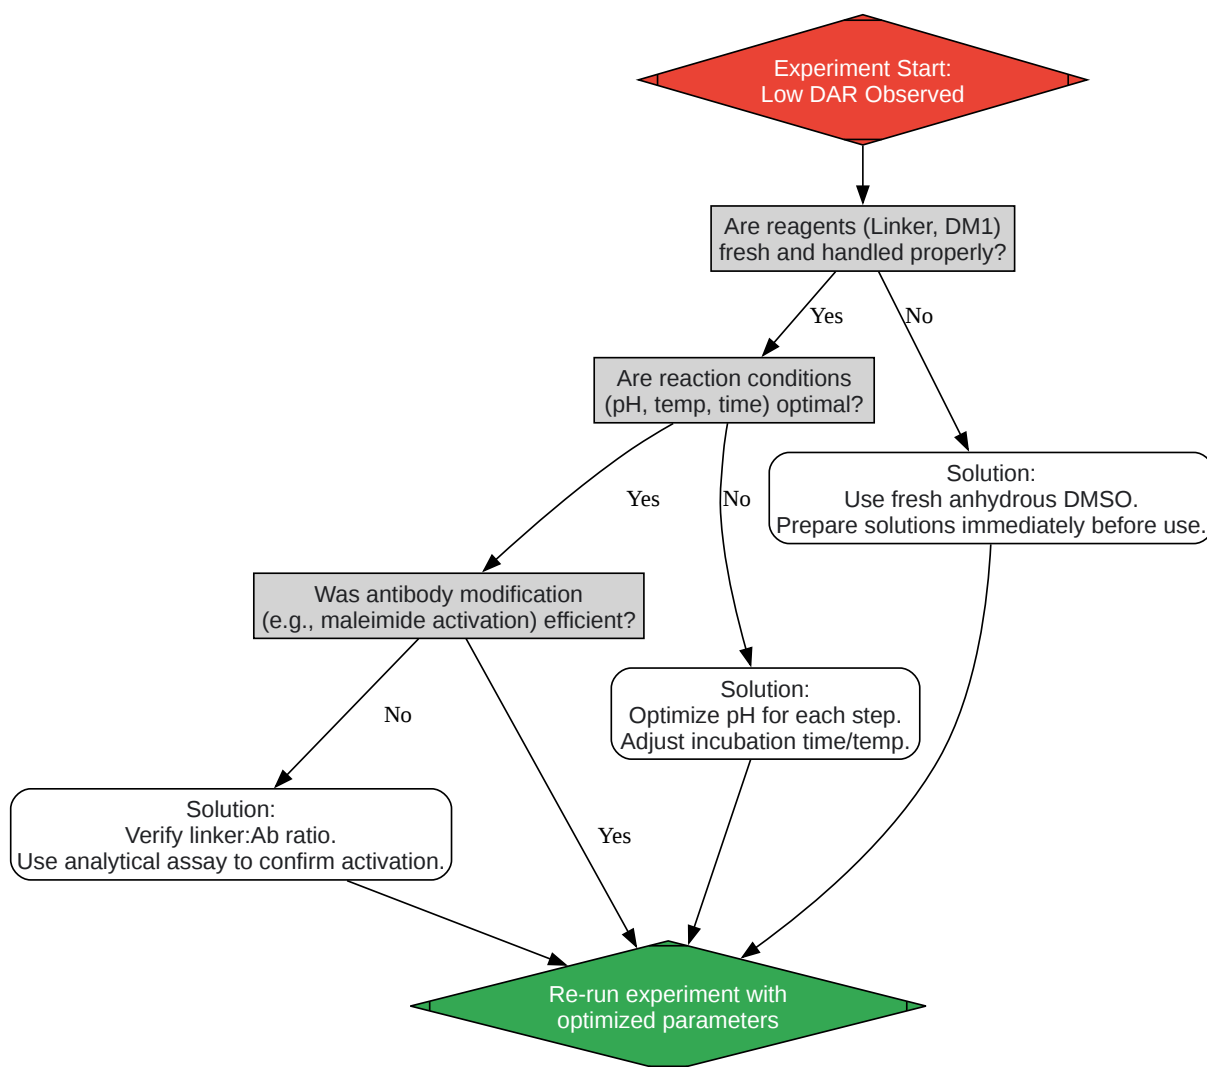 Experiment Start:
Low DAR Observed
Are reagents (Linker, DM1)
fresh and handled properly?
Yes
No
Are reaction conditions
(pH, temp, time) optimal?
Solution:
Use fresh anhydrous DMSO.
Prepare solutions immediately before use.
Yes
No
Was antibody modification
(e.g., maleimide activation) efficient?
Solution:
Optimize pH for each step.
Adjust incubation time/temp.
No
Yes
Solution:
Verify linker:Ab ratio.
Use analytical assay to confirm activation.
Re-run experiment with
optimized parameters